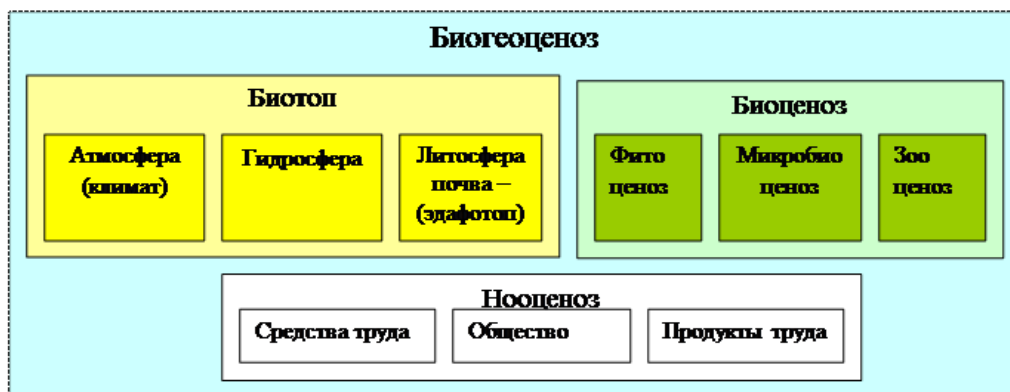 Биогеоценоз
Биотоп
Биоценоз
Атмосфера
(климат)
Гидросфера
Литосфера
почва –
(эдафотоп)
Фито
ценоз
Микробио
ценоз
Зоо
ценоз
Нооценоз
Средства труда
Общество
Продукты труда